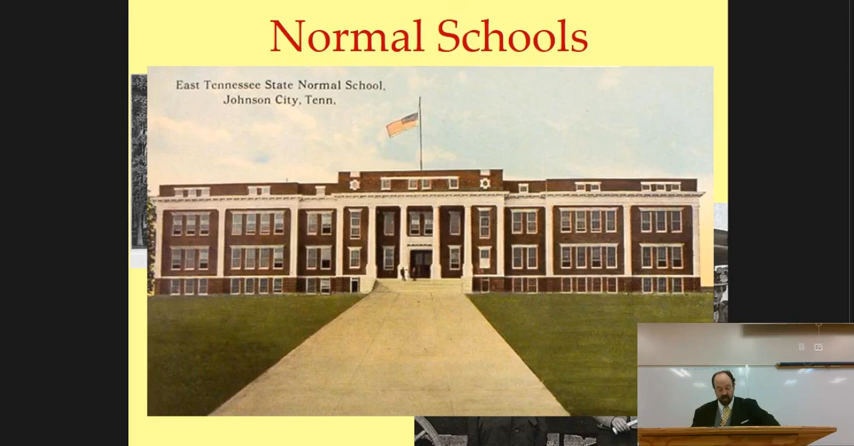 Normal Schools
East Tennessee State Normal School,
Johnson City, Tenn.